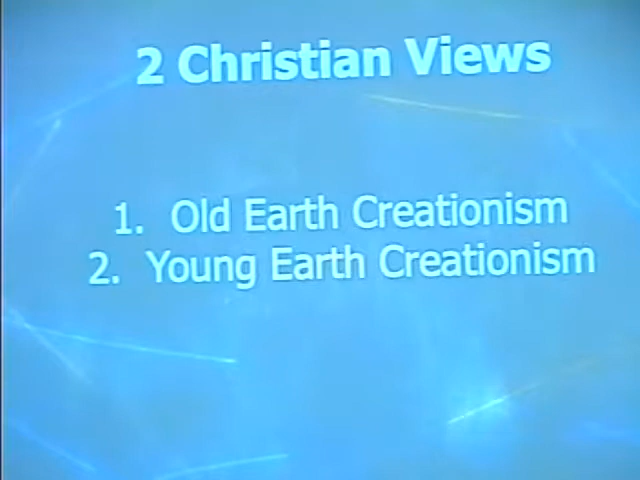 2 Christian Views
1. Old Earth Creationism
2. Young Earth Creationism